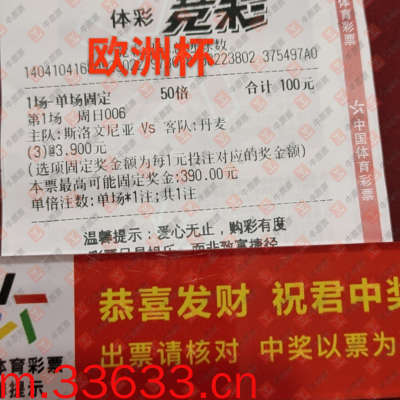 体彩 竞彩
欧洲杯
1场-单场固定 50倍 合计 100元
第1场 周日006
主队:斯洛文尼亚 Vs 客队:丹麦
(3)@3.900元
(选项固定奖金额为每1元投注对应的奖金额)
本票最高可能固定奖金:390.00元
单倍注数:单场*1注;共1注
温馨提示:爱心无止,购彩有度
中国体育彩票
恭喜发财 祝君中奖
体育彩票
提示
出票请核对 中奖以票为
m.33633.cn